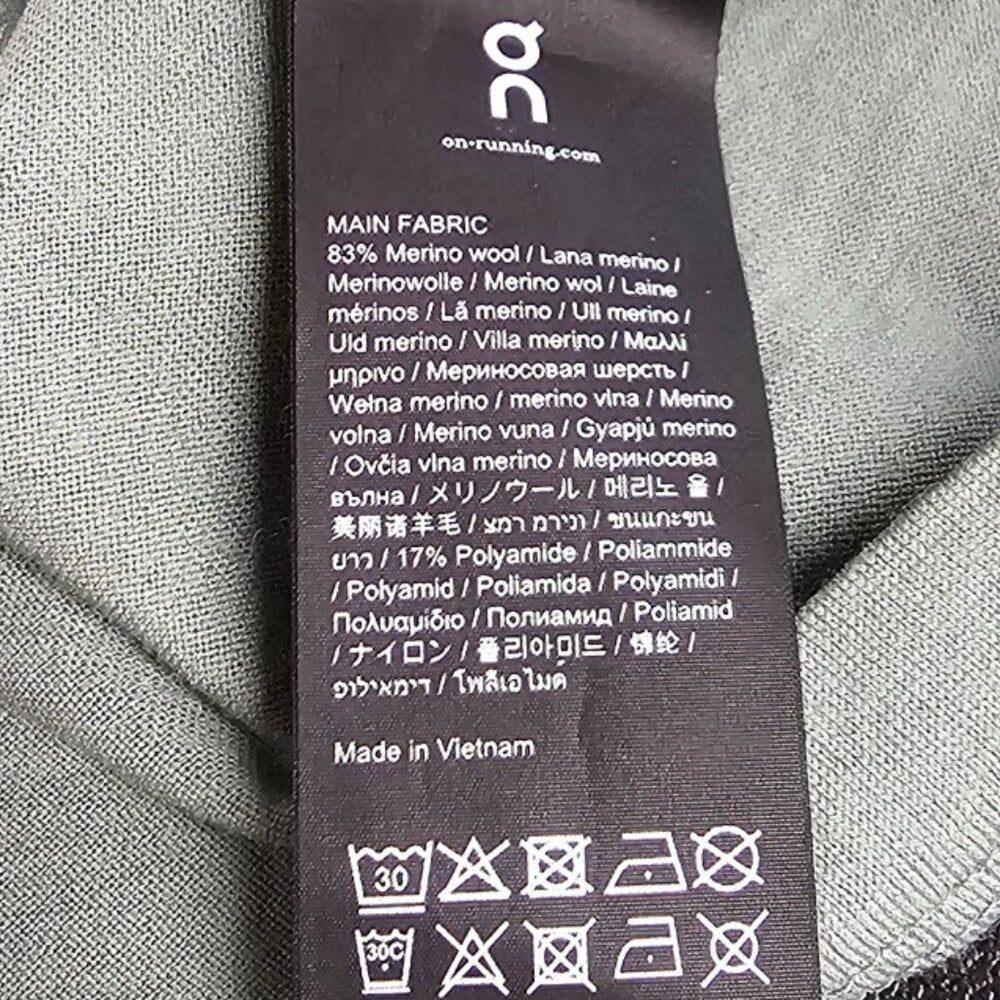 on
on-running.com
MAIN FABRIC
83% Merino wool / Lana merino /
Merinowolle / Merino wol / Laine
mérinos / Lã merino / Ull merino /
Uld merino / Villa merino / Μαλλί
μηρινο / Мериносовая шерсть /
Wełna merino / merino vlna / Merino
volna / Merino vuna / Gyapjú merino
/ Ovčia vlna merino / Мериносова
вълна / メリノウール / 메리노 울 /
美丽诺羊毛 / צמר מרינו / ขนแกะขน
ยาว / 17% Polyamide / Poliammide
/ Polyamid / Poliamida / Polyamidi /
Πολυαμίδιο / Полиамид / Poliamid
/ ナイロン / 폴리아미드 / 锦纶 /
פוליאמיד / โพลีเอไมด
Made in Vietnam
30
30C